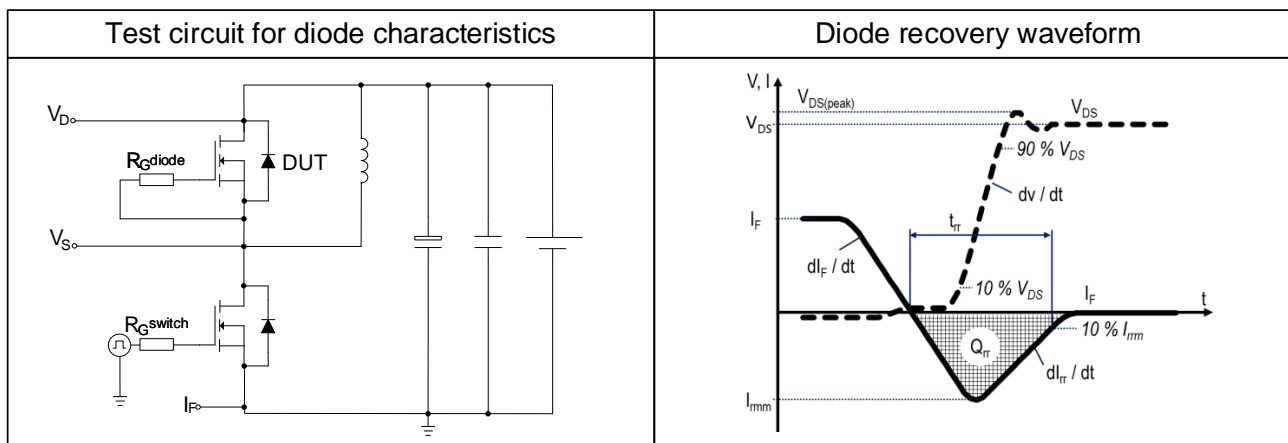 Test circuit for diode characteristics
Diode recovery waveform
VD
RGdiode
DUT
VS
RGswitch
IF
V, I
VDS(peak)
VDS
VDS
90 % VDS
dv / dt
IF
trr
dIF / dt
10 % VDS
IF
t
Qrr
10 % Irrm
dIrr / dt
Irrm